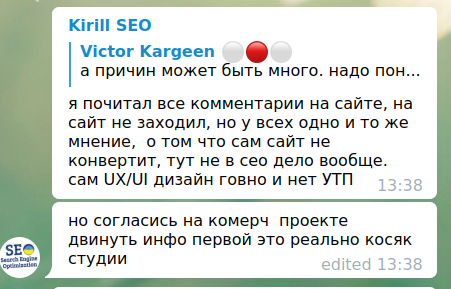 Kirill SEO
Victor Kargeen
а причин может быть много. надо пон...
я почитал все комментарии на сайте, на
сайт не заходил, но у всех одно и то же
мнение,  о том что сам сайт не
конвертит, тут не в сео дело вообще.
сам UX/UI дизайн говно и нет УТП
13:38
но согласись на комерч  проекте
двинуть инфо первой это реально косяк
студии
edited 13:38
SEO
Search Engine
Optimization